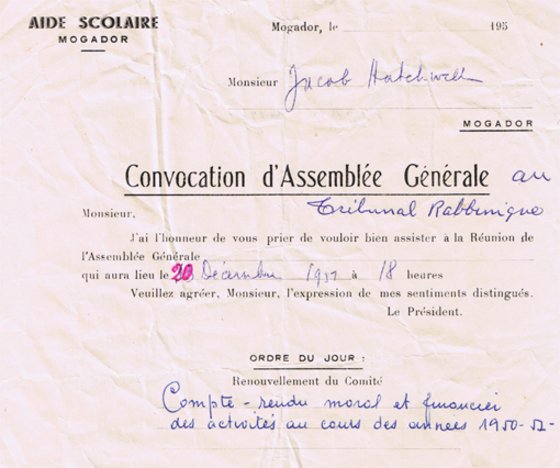 AIDE SCOLAIRE
MOGADOR
Mogador, le 195
Monsieur Jacob Hatchwell
MOGADOR
Convocation d'Assemblée Générale au
Tribunal Rabbinique
Monsieur,
J'ai l'honneur de vous prier de vouloir bien assister à la Réunion de
l'Assemblée Générale
qui aura lieu le 20 Décembre 1951 à 18 heures
Veuillez agréer, Monsieur, l'expression de mes sentiments distingués.
Le Président.
ORDRE DU JOUR :
Renouvellement du Comité
Compte-rendu moral et financier
des activités au cours des années 1950-51-